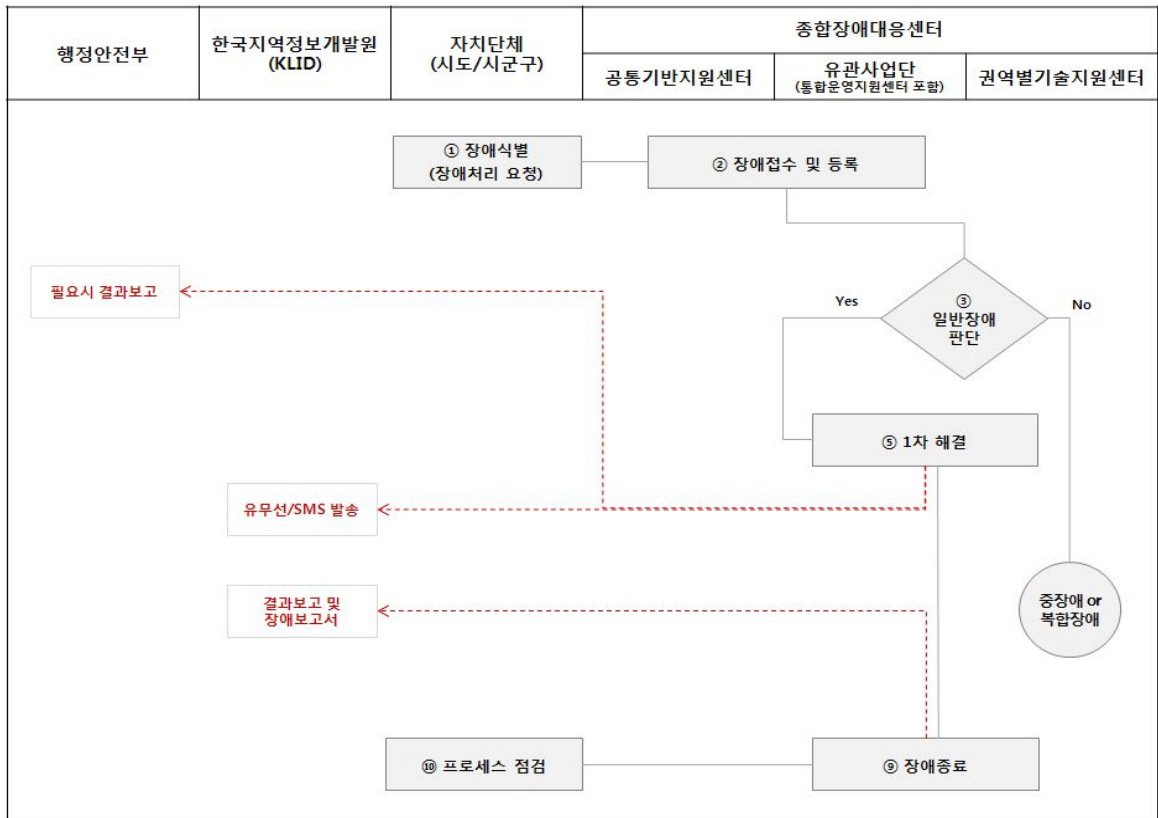 행정안전부
한국지역정보개발원
(KLID)
자치단체
(시도/시군구)
종합장애대응센터
공통기반지원센터
유관사업단
(통합운영지원센터 포함)
권역별기술지원센터
① 장애식별
(장애처리 요청)
② 장애접수 및 등록
필요시 결과보고
Yes
③
일반장애
판단
No
⑤ 1차 해결
유무선/SMS 발송
결과보고 및
장애보고서
중장애 or
복합장애
⑩ 프로세스 점검
⑨ 장애종료